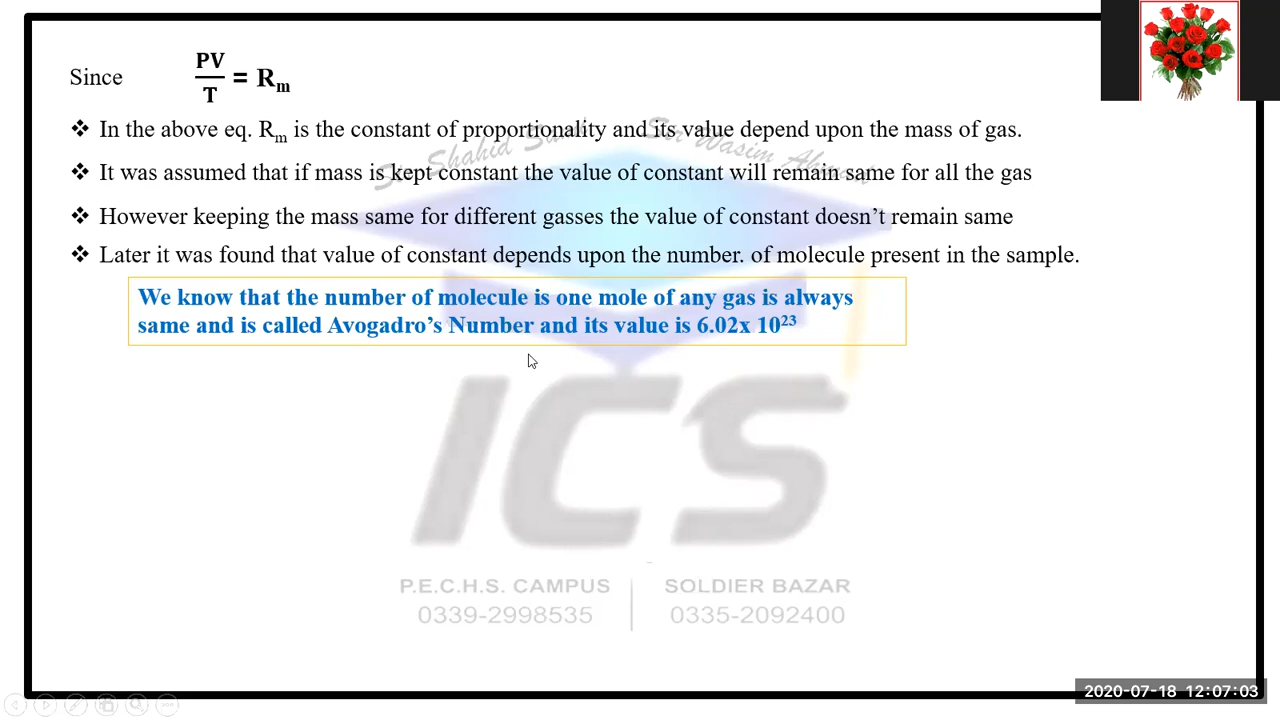 Since PV/T = Rm
❖ In the above eq. Rm is the constant of proportionality and its value depend upon the mass of gas.
Sir Shahid Sir Wasim Ahmed
❖ It was assumed that if mass is kept constant the value of constant will remain same for all the gas
❖ However keeping the mass same for different gasses the value of constant doesn’t remain same
❖ Later it was found that value of constant depends upon the number. of molecule present in the sample.
We know that the number of molecule is one mole of any gas is always
same and is called Avogadro’s Number and its value is 6.02x 10²³
ICS
P.E.C.H.S. CAMPUS SOLDIER BAZAR
0339-2998535 0335-2092400
2020-07-18 12:07:03